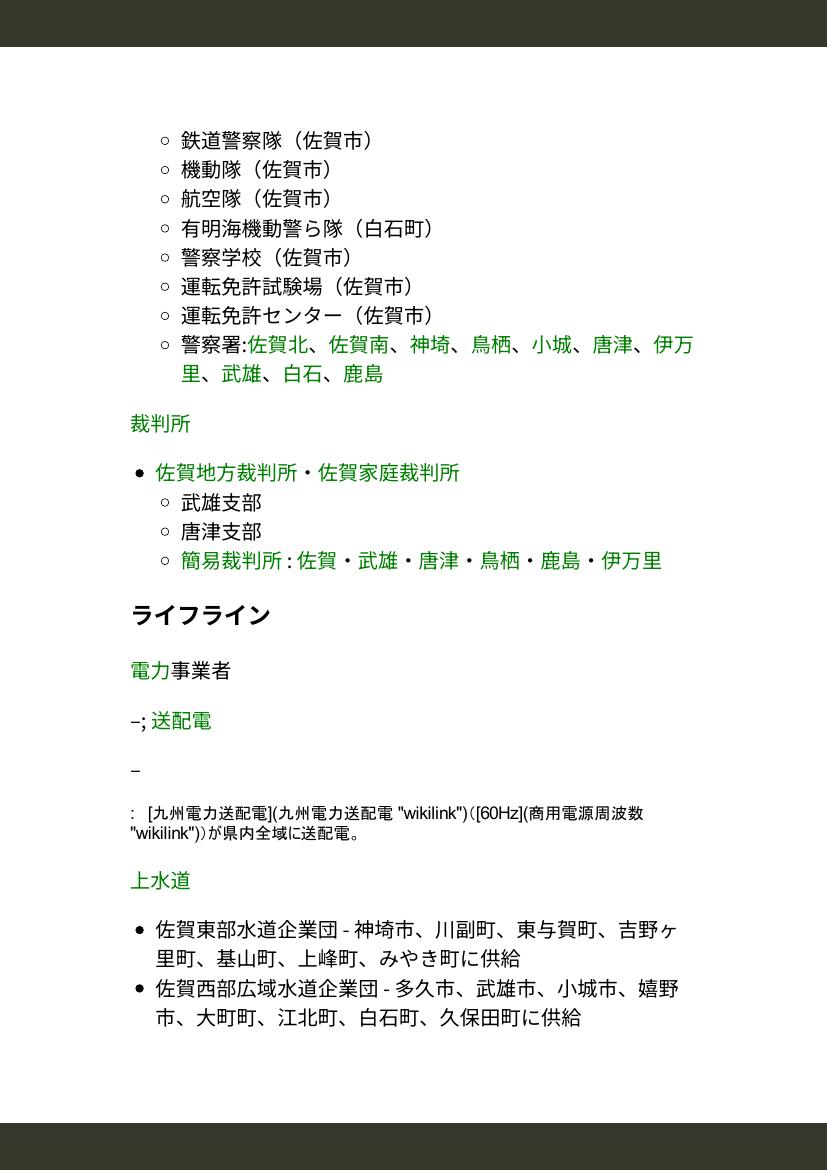 鉄道警察隊（佐賀市）
機動隊（佐賀市）
航空隊（佐賀市）
有明海機動警ら隊（白石町）
警察学校（佐賀市）
運転免許試験場（佐賀市）
運転免許センター（佐賀市）
警察署:佐賀北、佐賀南、神埼、鳥栖、小城、唐津、伊万
里、武雄、白石、鹿島
裁判所
佐賀地方裁判所・佐賀家庭裁判所
武雄支部
唐津支部
簡易裁判所 : 佐賀・武雄・唐津・鳥栖・鹿島・伊万里
ライフライン
電力事業者
–; 送配電
–
:   [九州電力送配電](九州電力送配電 "wikilink")（[60Hz](商用電源周波数
"wikilink")）が県内全域に送配電。
上水道
佐賀東部水道企業団 - 神埼市、川副町、東与賀町、吉野ヶ
里町、基山町、上峰町、みやき町に供給
佐賀西部広域水道企業団 - 多久市、武雄市、小城市、嬉野
市、大町町、江北町、白石町、久保田町に供給